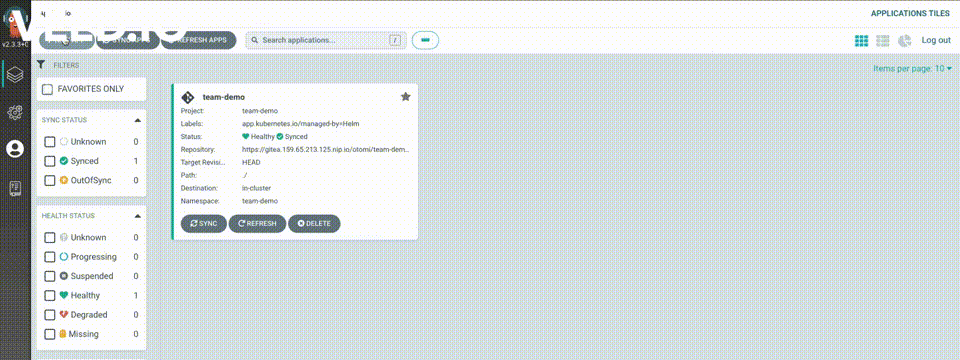 VEED.IO
APPLICATIONS TILES
v2.3.3+
SYNC APPS
REFRESH APPS
Search applications...
/
Log out
FILTERS
Items per page: 10
FAVORITES ONLY
SYNC STATUS
Unknown 0
Synced 1
OutOfSync 0
HEALTH STATUS
Unknown 0
Progressing 0
Suspended 0
Healthy 1
Degraded 0
Missing 0
team-demo
Project: team-demo
Labels: app.kubernetes.io/managed-by=Helm
Status: Healthy Synced
Repository: https://gitea.159.65.213.125.nip.io/otomi/team-dem...
Target Revisi... HEAD
Path: ./
Destination: in-cluster
Namespace: team-demo
SYNC REFRESH DELETE